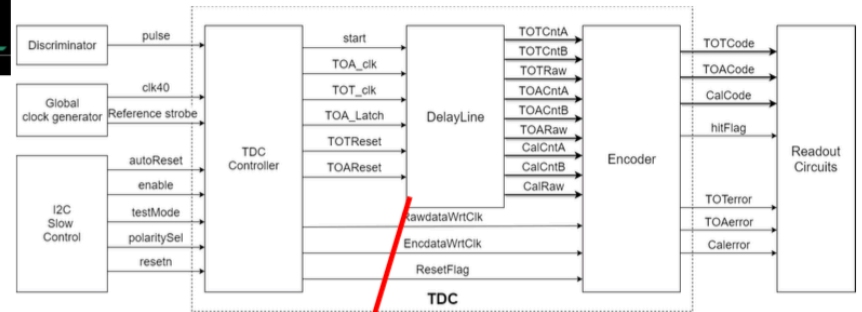 Discriminator
pulse
Global
clock generator
clk40
Reference strobe
I2C
Slow
Control
autoReset
enable
testMode
polaritySel
resetn
TDC
Controller
start
TOA_clk
TOT_clk
TOA_Latch
TOTReset
TOAReset
DelayLine
TOTCntA
TOTCntB
TOTRaw
TOACntA
TOACntB
TOARaw
CalCntA
CalCntB
CalRaw
RawdataWrtClk
EncdataWrtClk
ResetFlag
TDC
Encoder
TOTCode
TOACode
CalCode
hitFlag
TOTerror
TOAerror
Calerror
Readout
Circuits